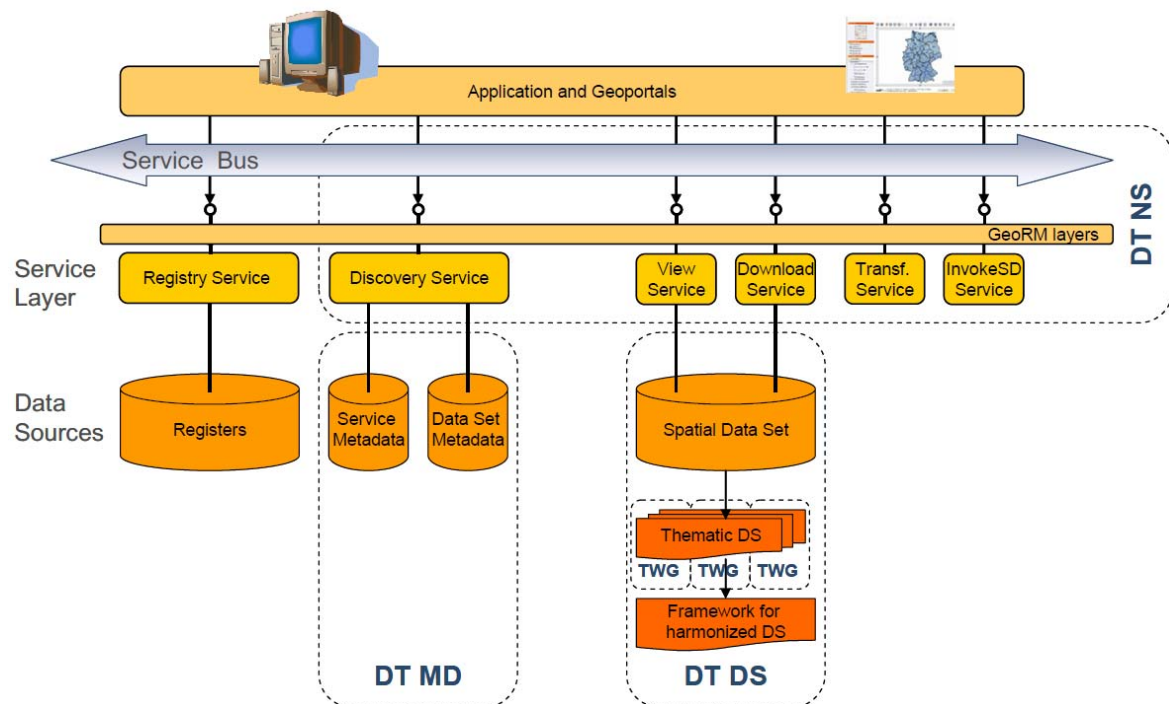 Application and Geoportals
Service Bus
DT NS
GeoRM layers
Service
Layer
Registry Service
Discovery Service
View
Service
Download
Service
Transf.
Service
InvokeSD
Service
Data
Sources
Registers
Service
Metadata
Data Set
Metadata
Spatial Data Set
Thematic DS
TWG
TWG
TWG
Framework for
harmonized DS
DT MD
DT DS